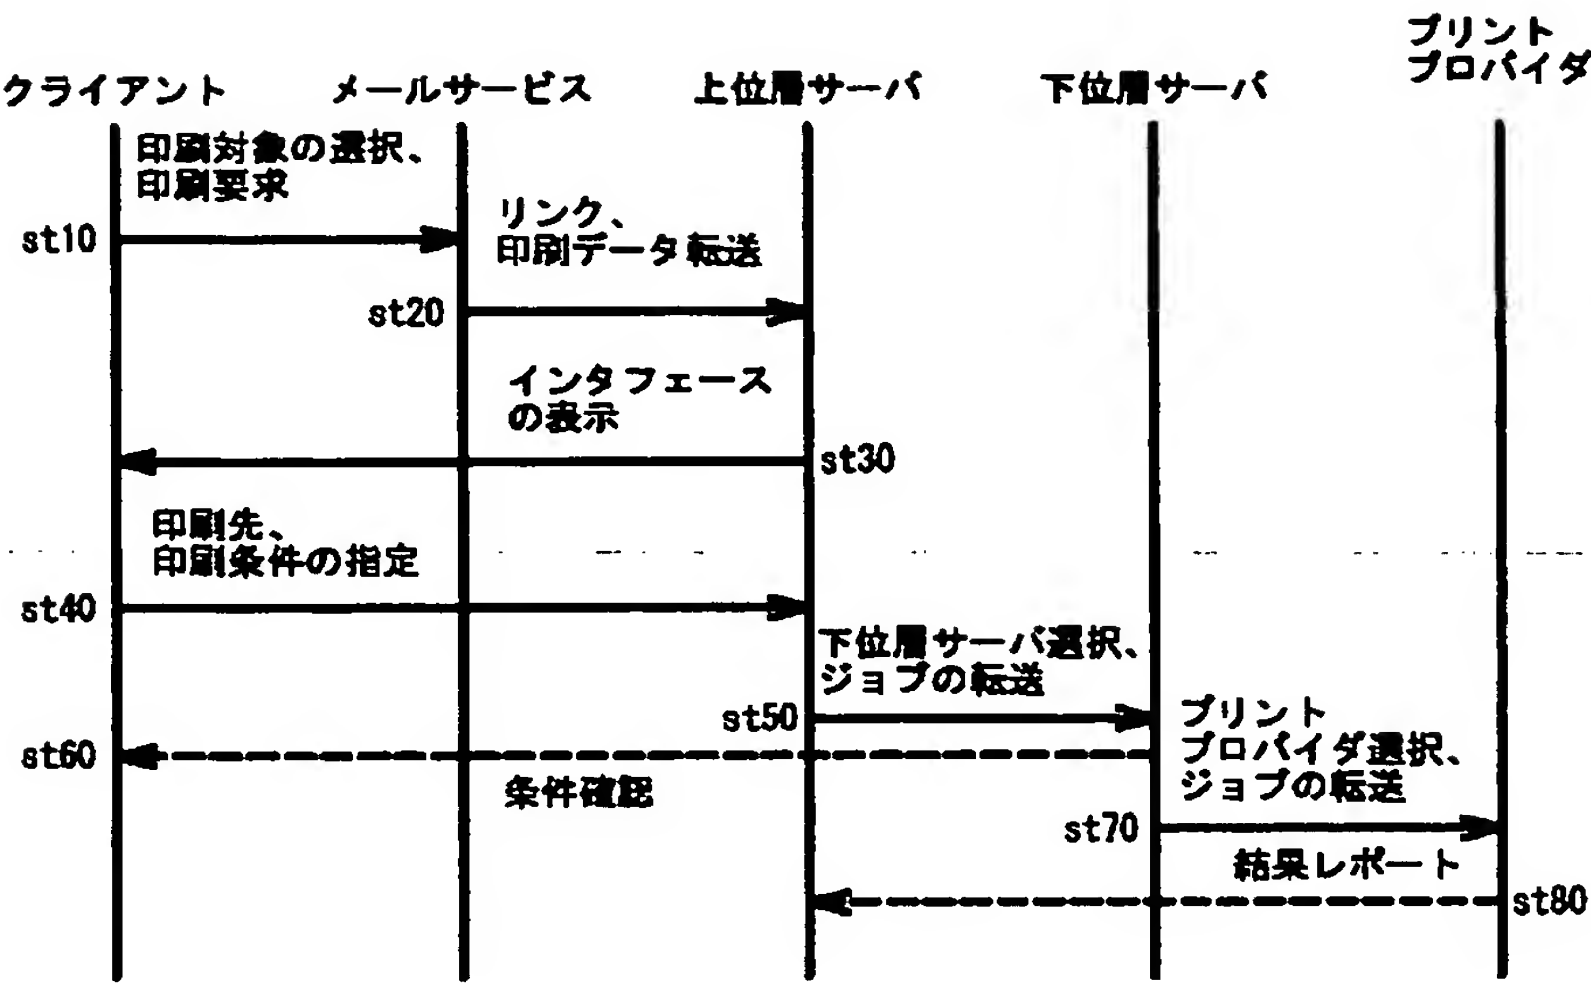 プリント
プロバイダ
クライアント
メールサービス
上位層サーバ
下位層サーバ
印刷対象の選択、
印刷要求
st10
リンク、
印刷データ転送
st20
インタフェース
の表示
st30
印刷先、
印刷条件の指定
st40
下位層サーバ選択、
ジョブの転送
st50
st60
条件確認
プリント
プロバイダ選択、
ジョブの転送
st70
結果レポート
st80